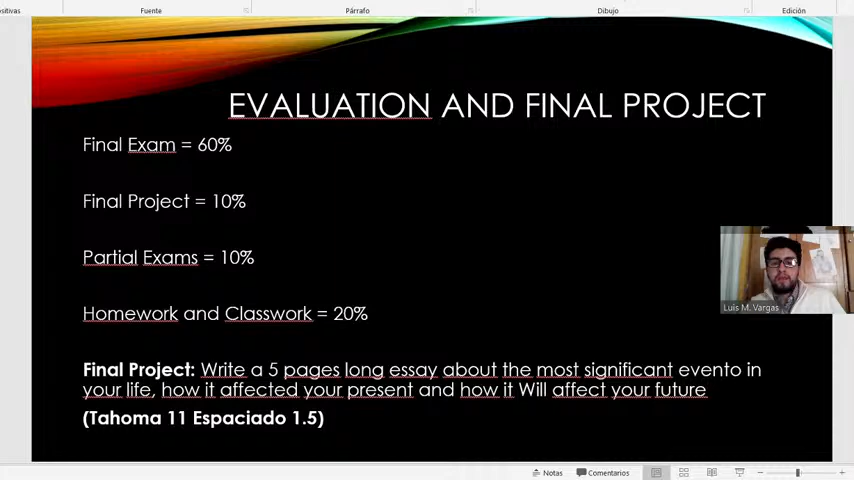 Fuente Párrafo Dibujo Edición
EVALUATION AND FINAL PROJECT
Final Exam = 60%
Final Project = 10%
Partial Exams = 10%
Homework and Classwork = 20%
Final Project: Write a 5 pages long essay about the most significant evento in
your life, how it affected your present and how it Will affect your future
(Tahoma 11 Espaciado 1.5)
Luis M. Vargas
Notas Comentarios